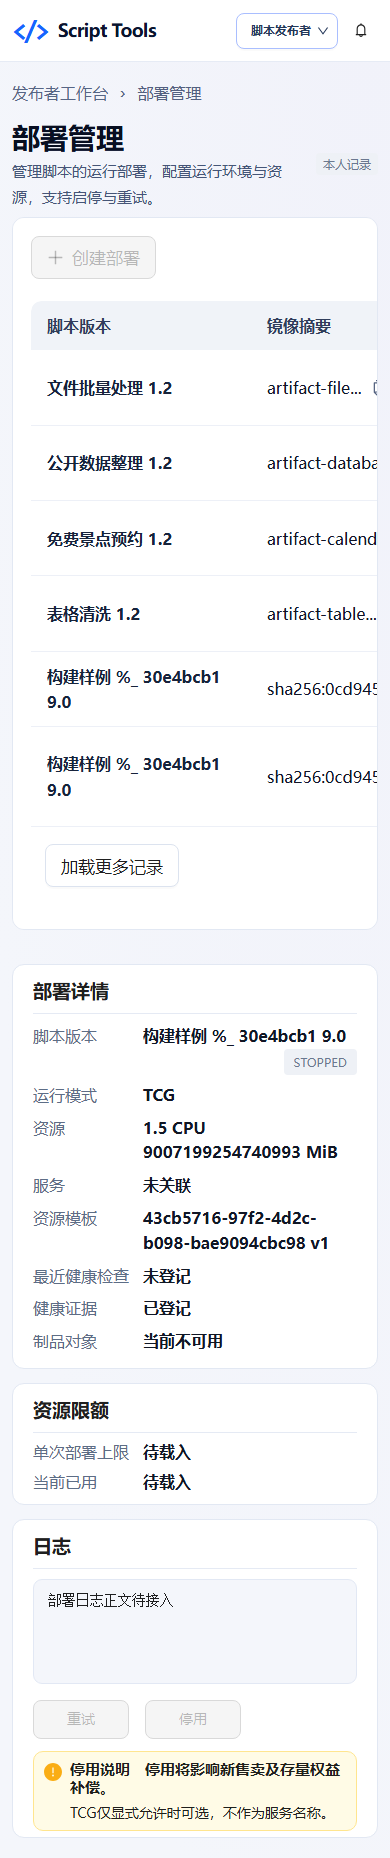 Script Tools
脚本发布者
发布者工作台 › 部署管理
部署管理
管理脚本的运行部署，配置运行环境与资
源，支持启停与重试。
本人记录
创建部署
脚本版本 镜像摘要
文件批量处理 1.2 artifact-file...
公开数据整理 1.2 artifact-databa
免费景点预约 1.2 artifact-calend
表格清洗 1.2 artifact-table...
构建样例 %_ 30e4bcb1
9.0
sha256:0cd945
构建样例 %_ 30e4bcb1
9.0
sha256:0cd945
加载更多记录
部署详情
脚本版本 构建样例 %_ 30e4bcb1 9.0
STOPPED
运行模式 TCG
资源 1.5 CPU
9007199254740993 MiB
服务 未关联
资源模板 43cb5716-97f2-4d2c-
b098-bae9094cbc98 v1
最近健康检查 未登记
健康证据 已登记
制品对象 当前不可用
资源限额
单次部署上限 待载入
当前已用 待载入
日志
部署日志正文待接入
重试 停用
停用说明 停用将影响新售卖及存量权益
补偿。
TCG仅显式允许时可选，不作为服务名称。